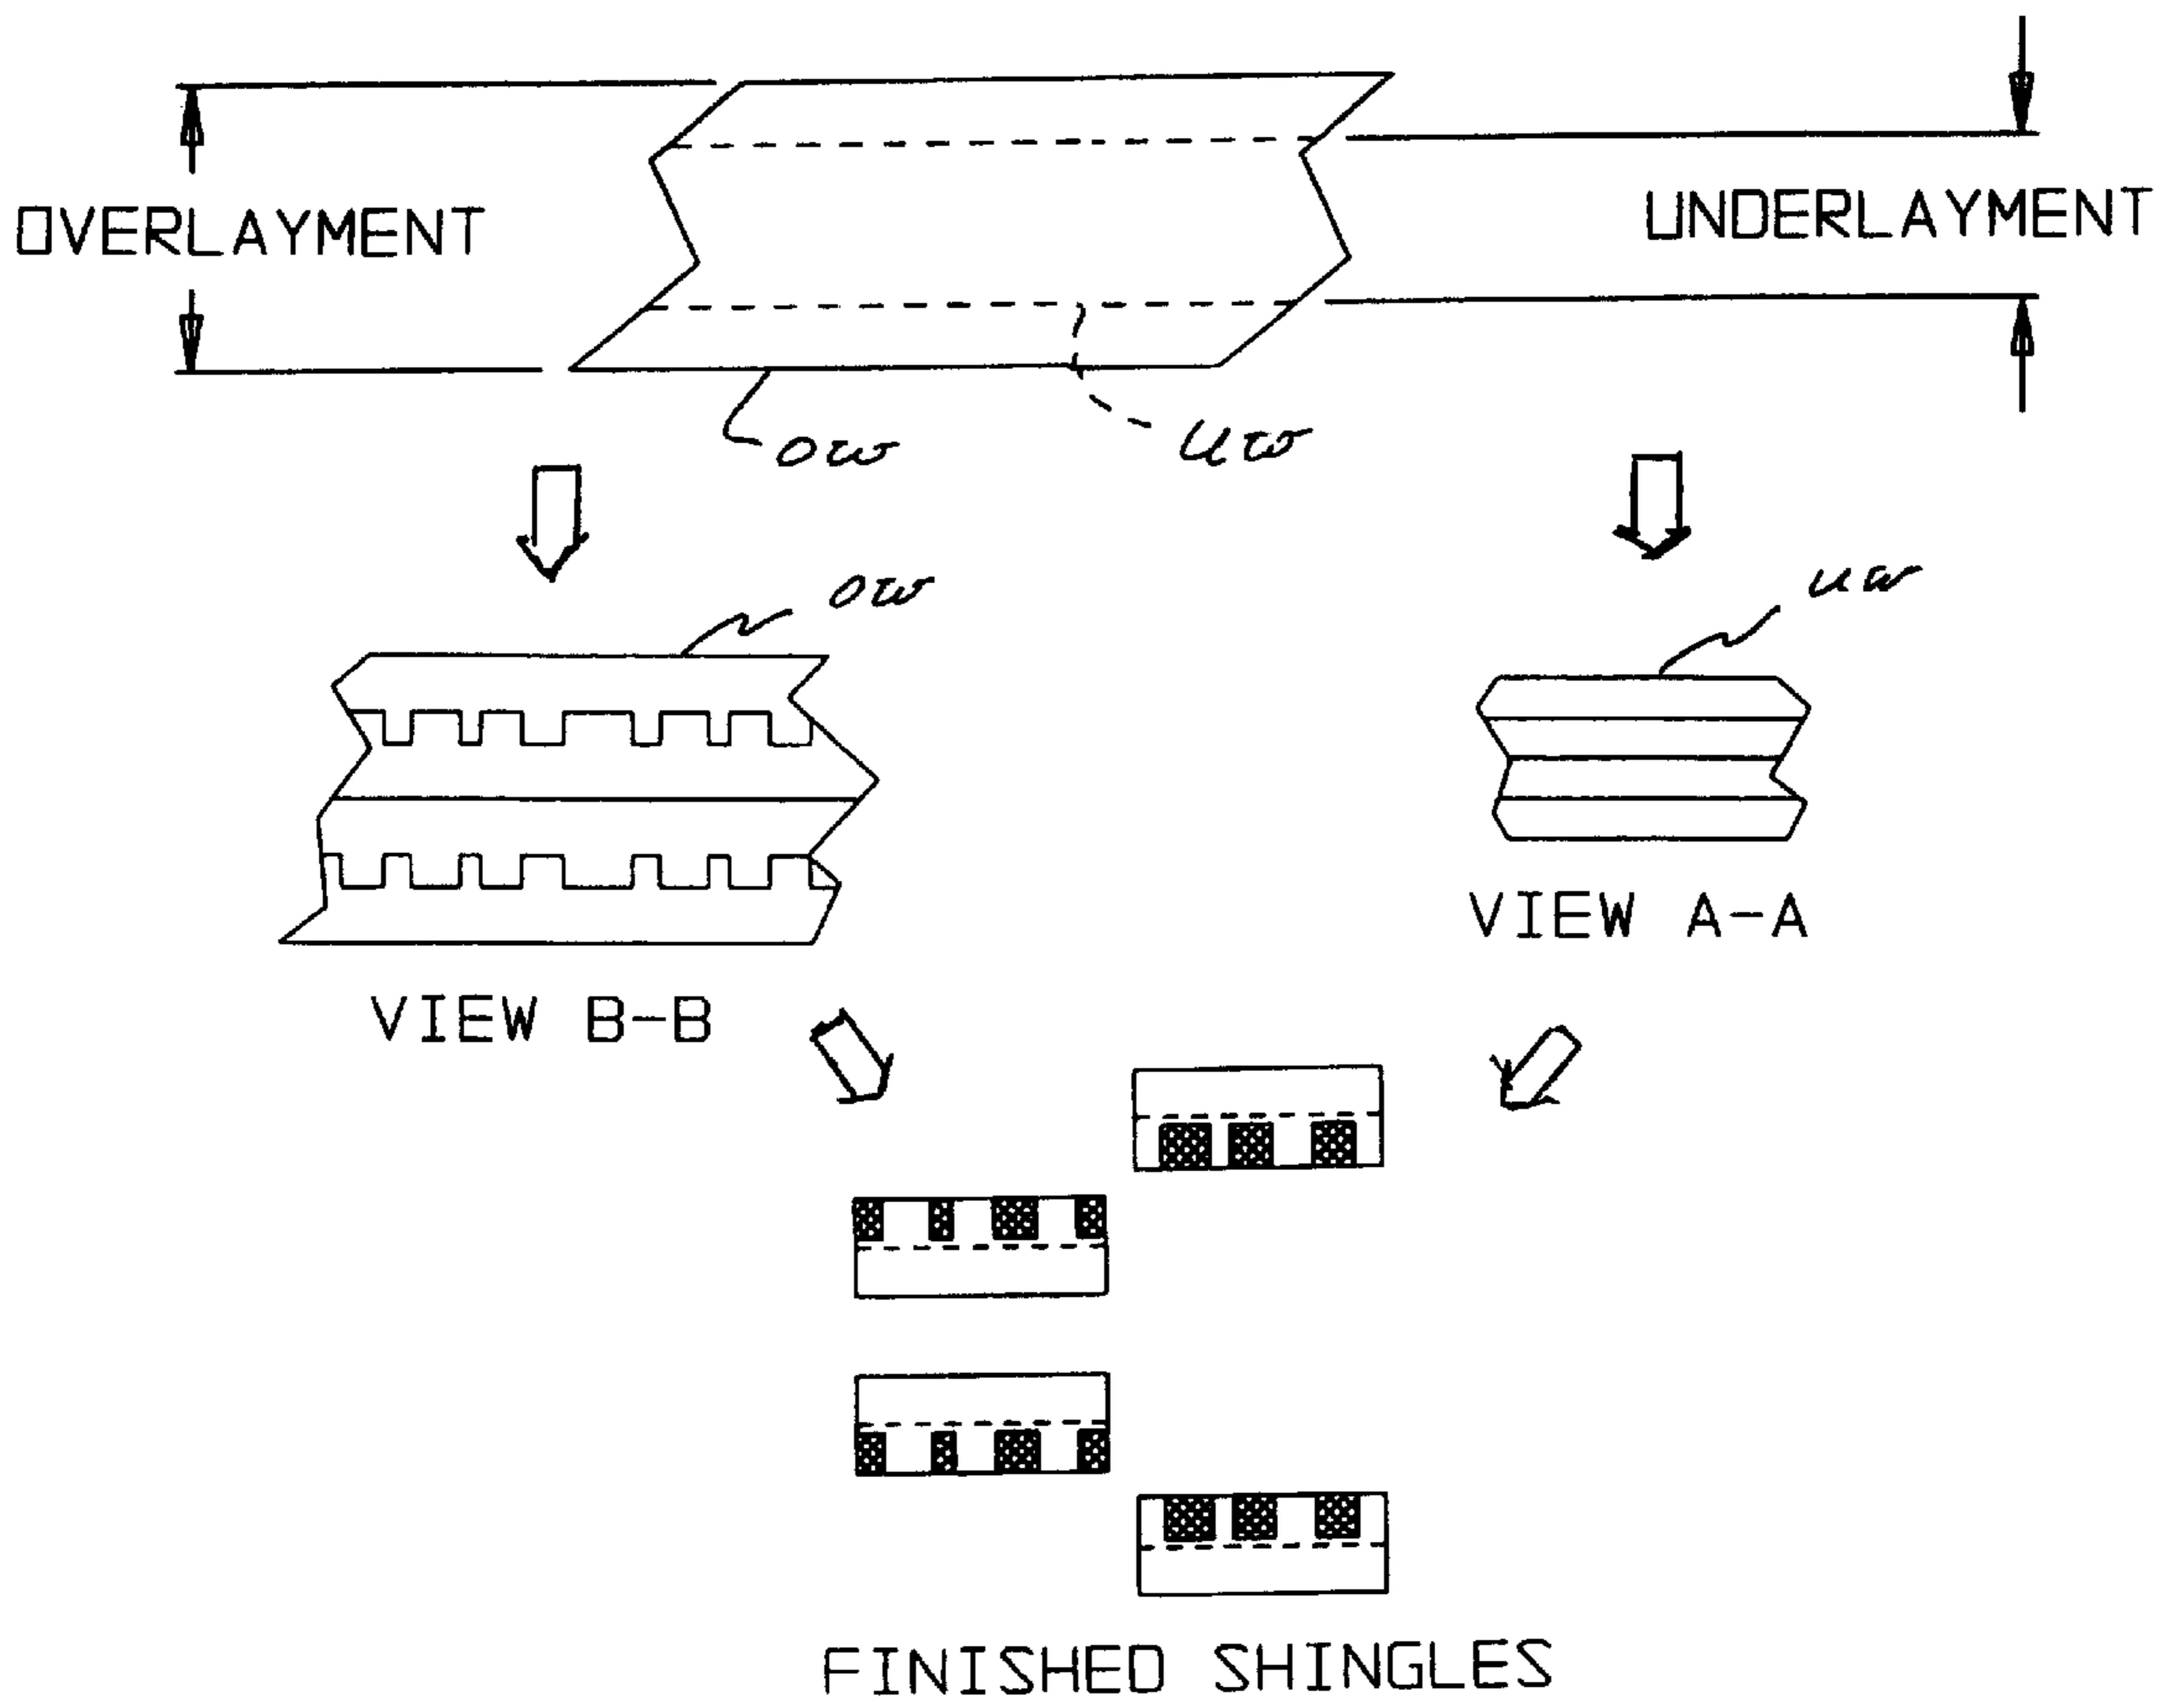 OVERLAYMENT
UNDERLAYMENT
ow
uw
ow
uw
VIEW A-A
VIEW B-B
FINISHED SHINGLES